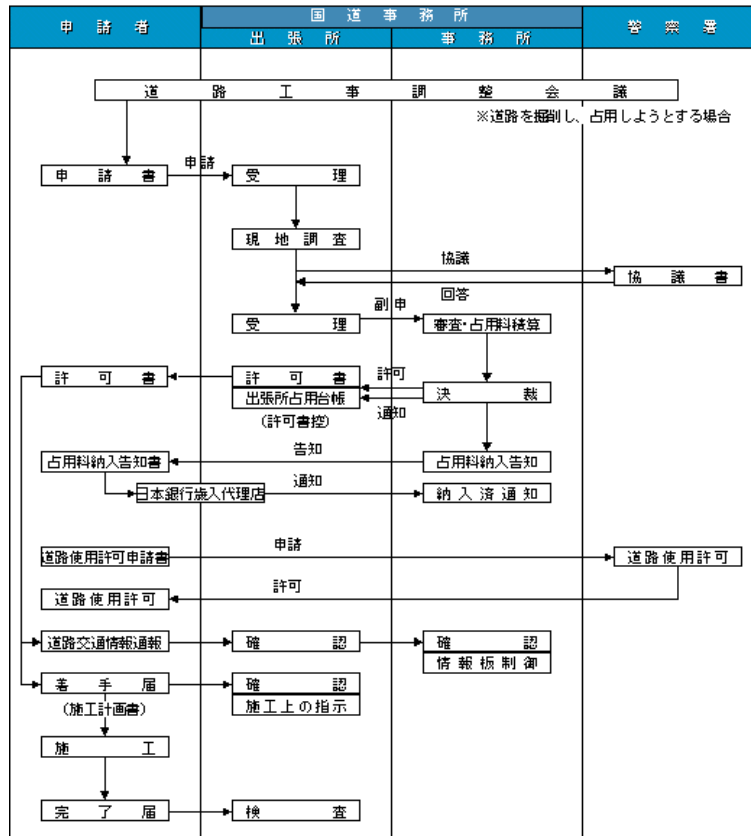 申請者
国道事務所
出張所
事務所
警察署
道路工事調整会議
※道路を掘削し、占用しようとする場合
申請書
申請
受理
現地調査
協議
協議書
回答
受理
副申
審査・占用料積算
許可書
許可書
許可
出張所占用台帳
決裁
(許可書控)
通知
占用料納入告知書
告知
占用料納入告知
日本銀行歳入代理店
通知
納入済通知
道路使用許可申請書
申請
道路使用許可
道路使用許可
許可
道路交通情報通報
確認
確認
情報板制御
着手届
確認
(施工計画書)
施工上の指示
施工
完了届
検査